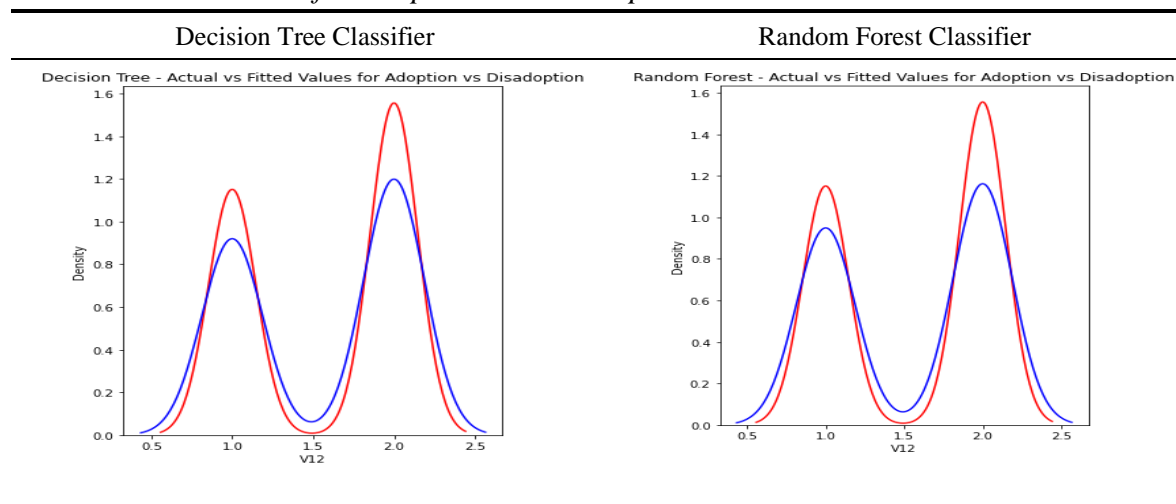 Decision Tree Classifier
Random Forest Classifier
Decision Tree - Actual vs Fitted Values for Adoption vs Disadoption
1.6
1.4
1.2
1.0
0.8
0.6
0.4
0.2
0.0
Density
0.5 1.0 1.5 2.0 2.5
V12
Random Forest - Actual vs Fitted Values for Adoption vs Disadoption
1.6
1.4
1.2
1.0
0.8
0.6
0.4
0.2
0.0
Density
0.5 1.0 1.5 2.0 2.5
V12